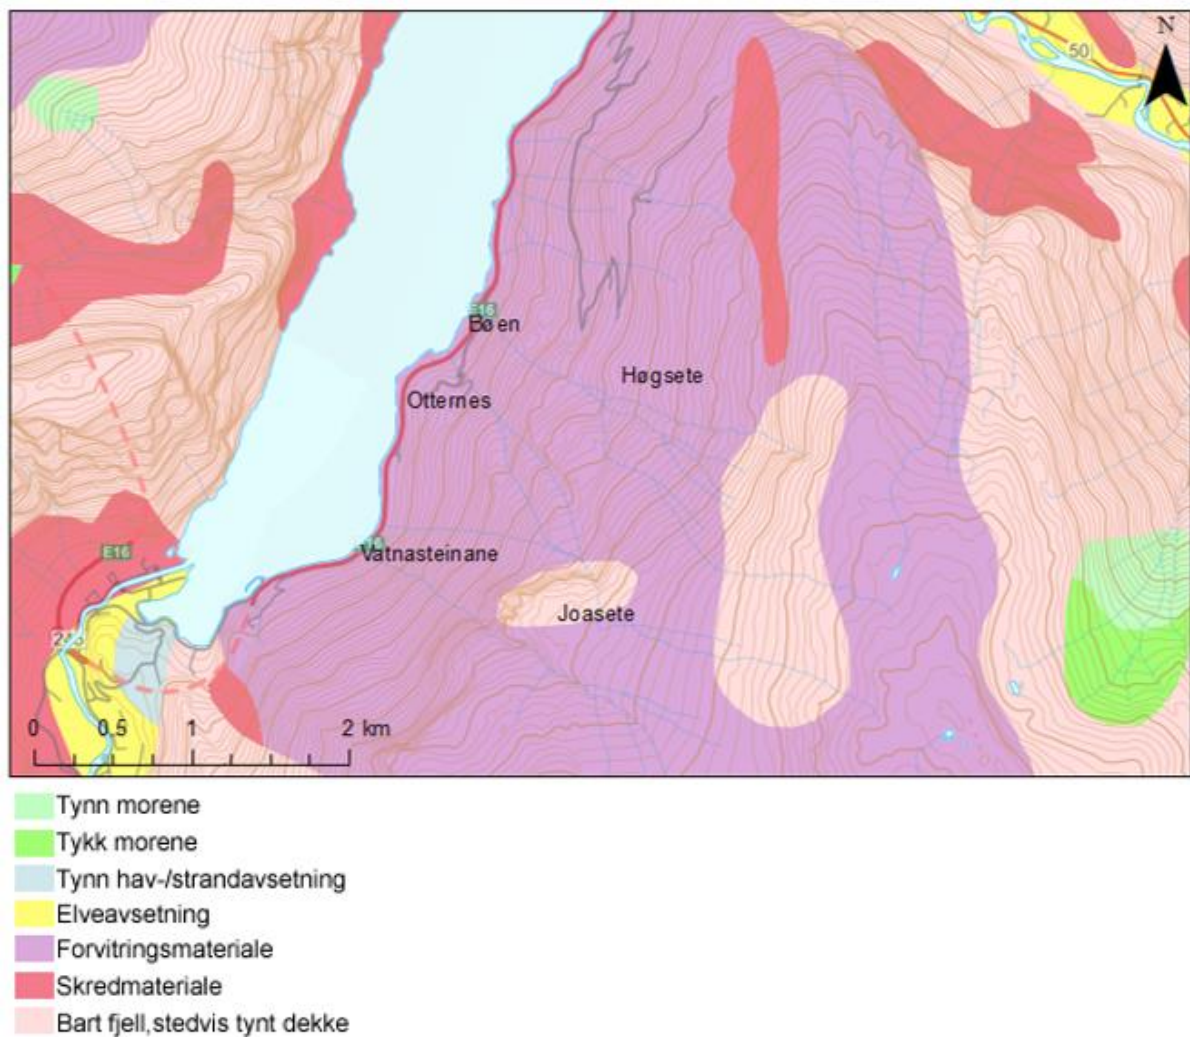 N
50
E16
Bøen
Høgsete
Otternes
E16
Vatnasteinane
Joasete
0 0.5 1 2 km
Tynn morene
Tykk morene
Tynn hav-/strandavsetning
Elveavsetning
Forvitringsmateriale
Skredmateriale
Bart fjell,stedvis tynt dekke